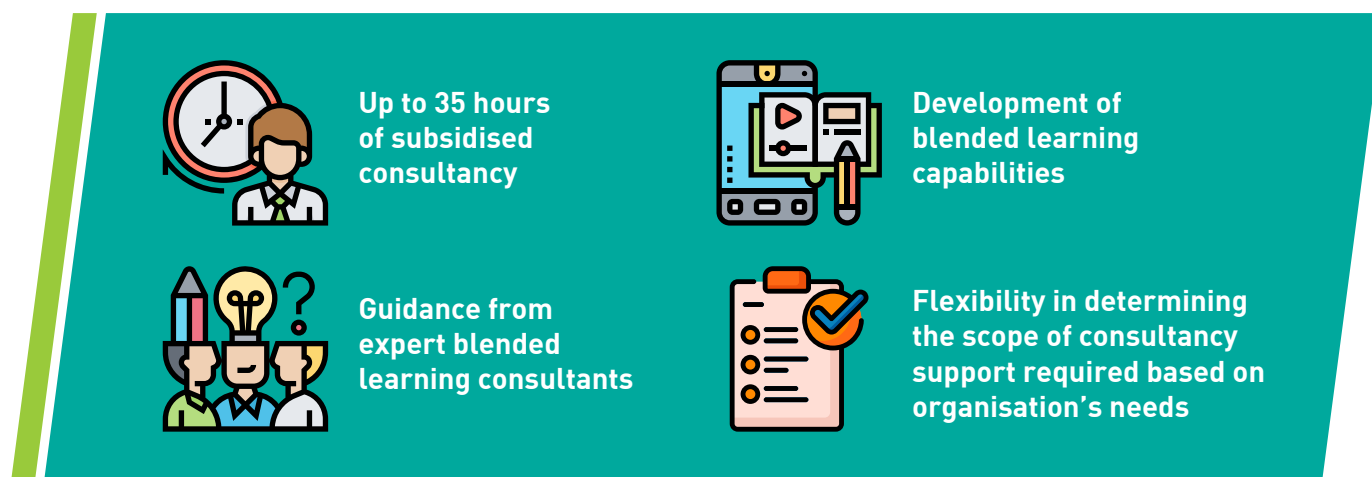 Up to 35 hours
of subsidised
consultancy
Development of
blended learning
capabilities
Guidance from
expert blended
learning consultants
Flexibility in determining
the scope of consultancy
support required based on
organisation’s needs